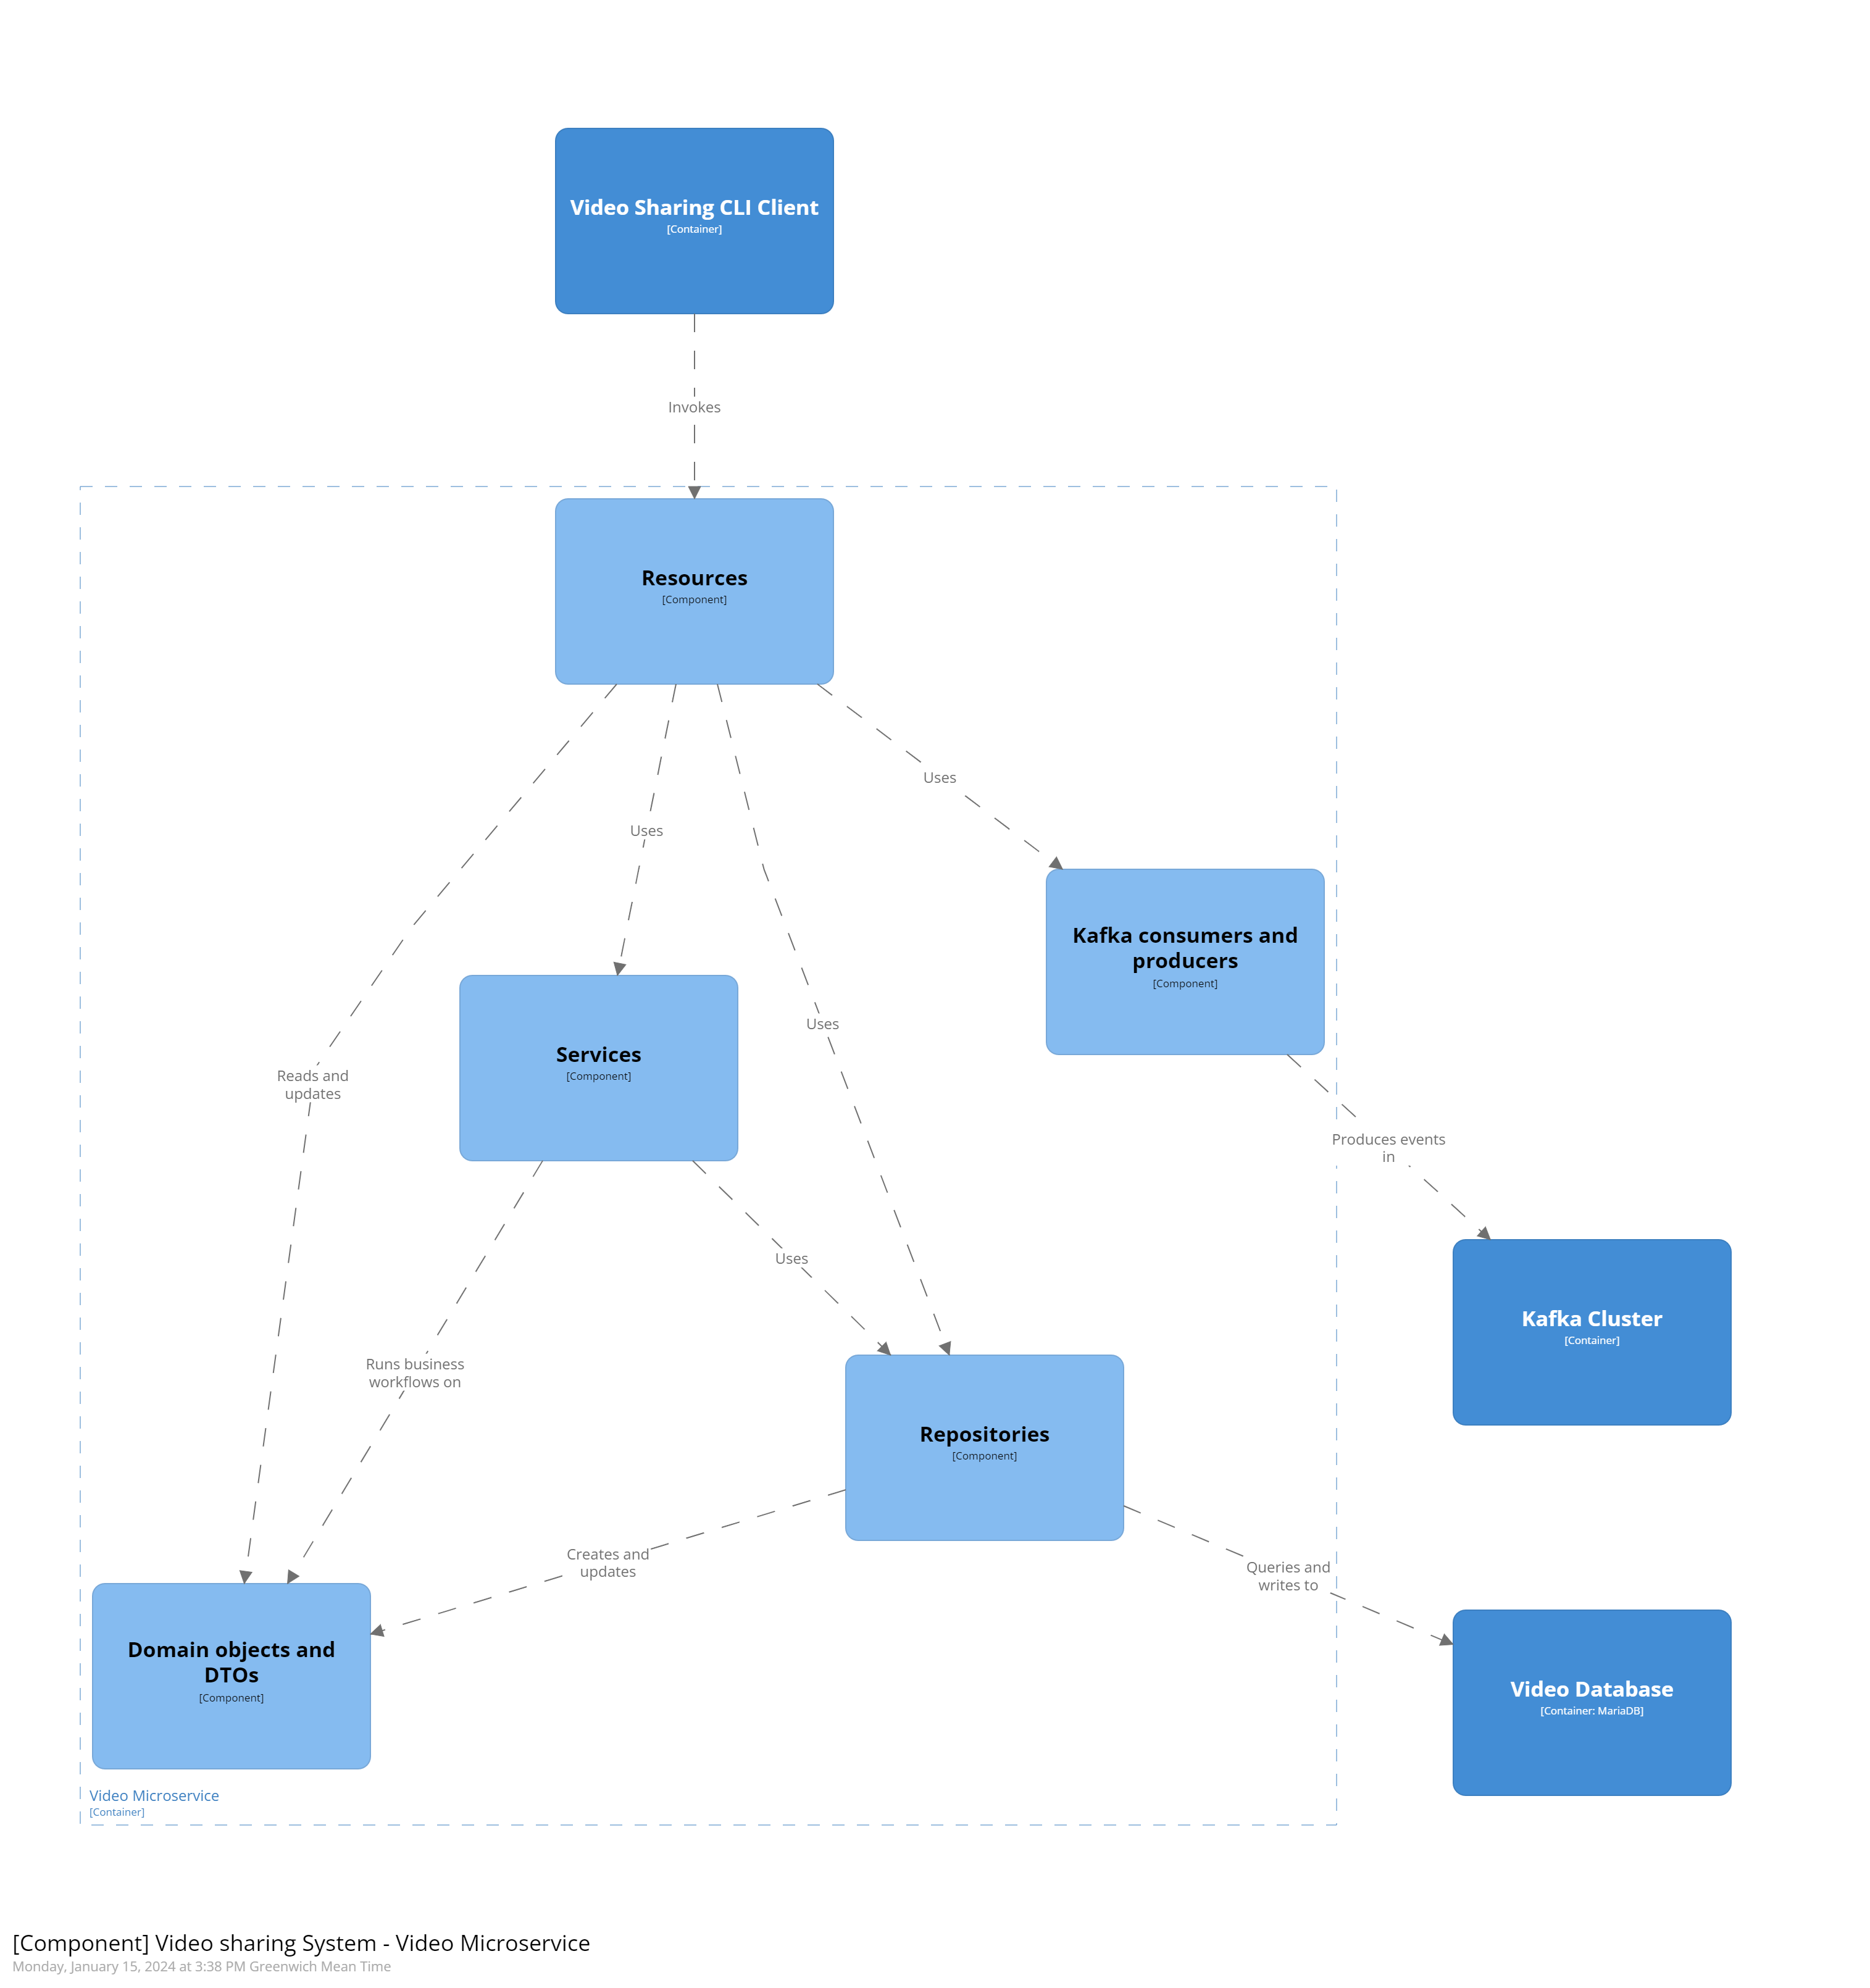 Video Sharing CLI Client
[Container]
Invokes
Resources
[Component]
Uses
Uses
Kafka consumers and
producers
[Component]
Uses
Services
[Component]
Reads and
updates
Produces events
in
Uses
Kafka Cluster
[Container]
Runs business
workflows on
Repositories
[Component]
Creates and
updates
Queries and
writes to
Domain objects and
DTOs
[Component]
Video Database
[Container: MariaDB]
Video Microservice
[Container]
[Component] Video sharing System - Video Microservice
Monday, January 15, 2024 at 3:38 PM Greenwich Mean Time